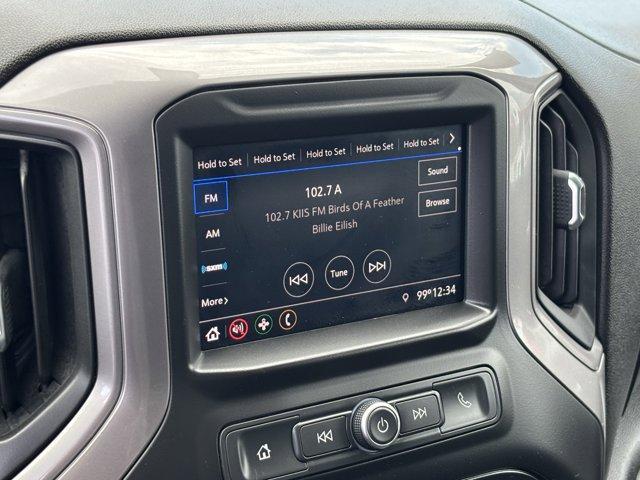 Hold to Set Hold to Set Hold to Set Hold to Set Hold to Set
FM
102.7 A
Sound
102.7 KIIS FM Birds Of A Feather
Browse
AM
Billie Eilish
sxm
Tune
More
99° 12:34